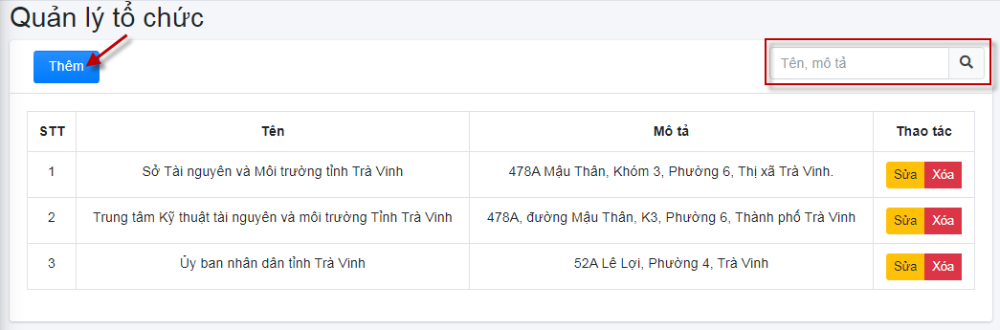 Quản lý tổ chức
Thêm
Tên, mô tả
STT Tên Mô tả Thao tác
1 Sở Tài nguyên và Môi trường tỉnh Trà Vinh 478A Mậu Thân, Khóm 3, Phường 6, Thị xã Trà Vinh. Sửa Xóa
2 Trung tâm Kỹ thuật tài nguyên và môi trường Tỉnh Trà Vinh 478A, đường Mậu Thân, K3, Phường 6, Thành phố Trà Vinh Sửa Xóa
3 Ủy ban nhân dân tỉnh Trà Vinh 52A Lê Lợi, Phường 4, Trà Vinh Sửa Xóa